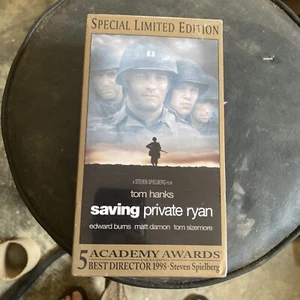 SPECIAL LIMITED EDITION
A STEVEN SPIELBERG FILM
tom hanks
saving private ryan
edward burns matt damon tom sizemore
5 ACADEMY AWARDS
BEST DIRECTOR 1998 Steven Spielberg